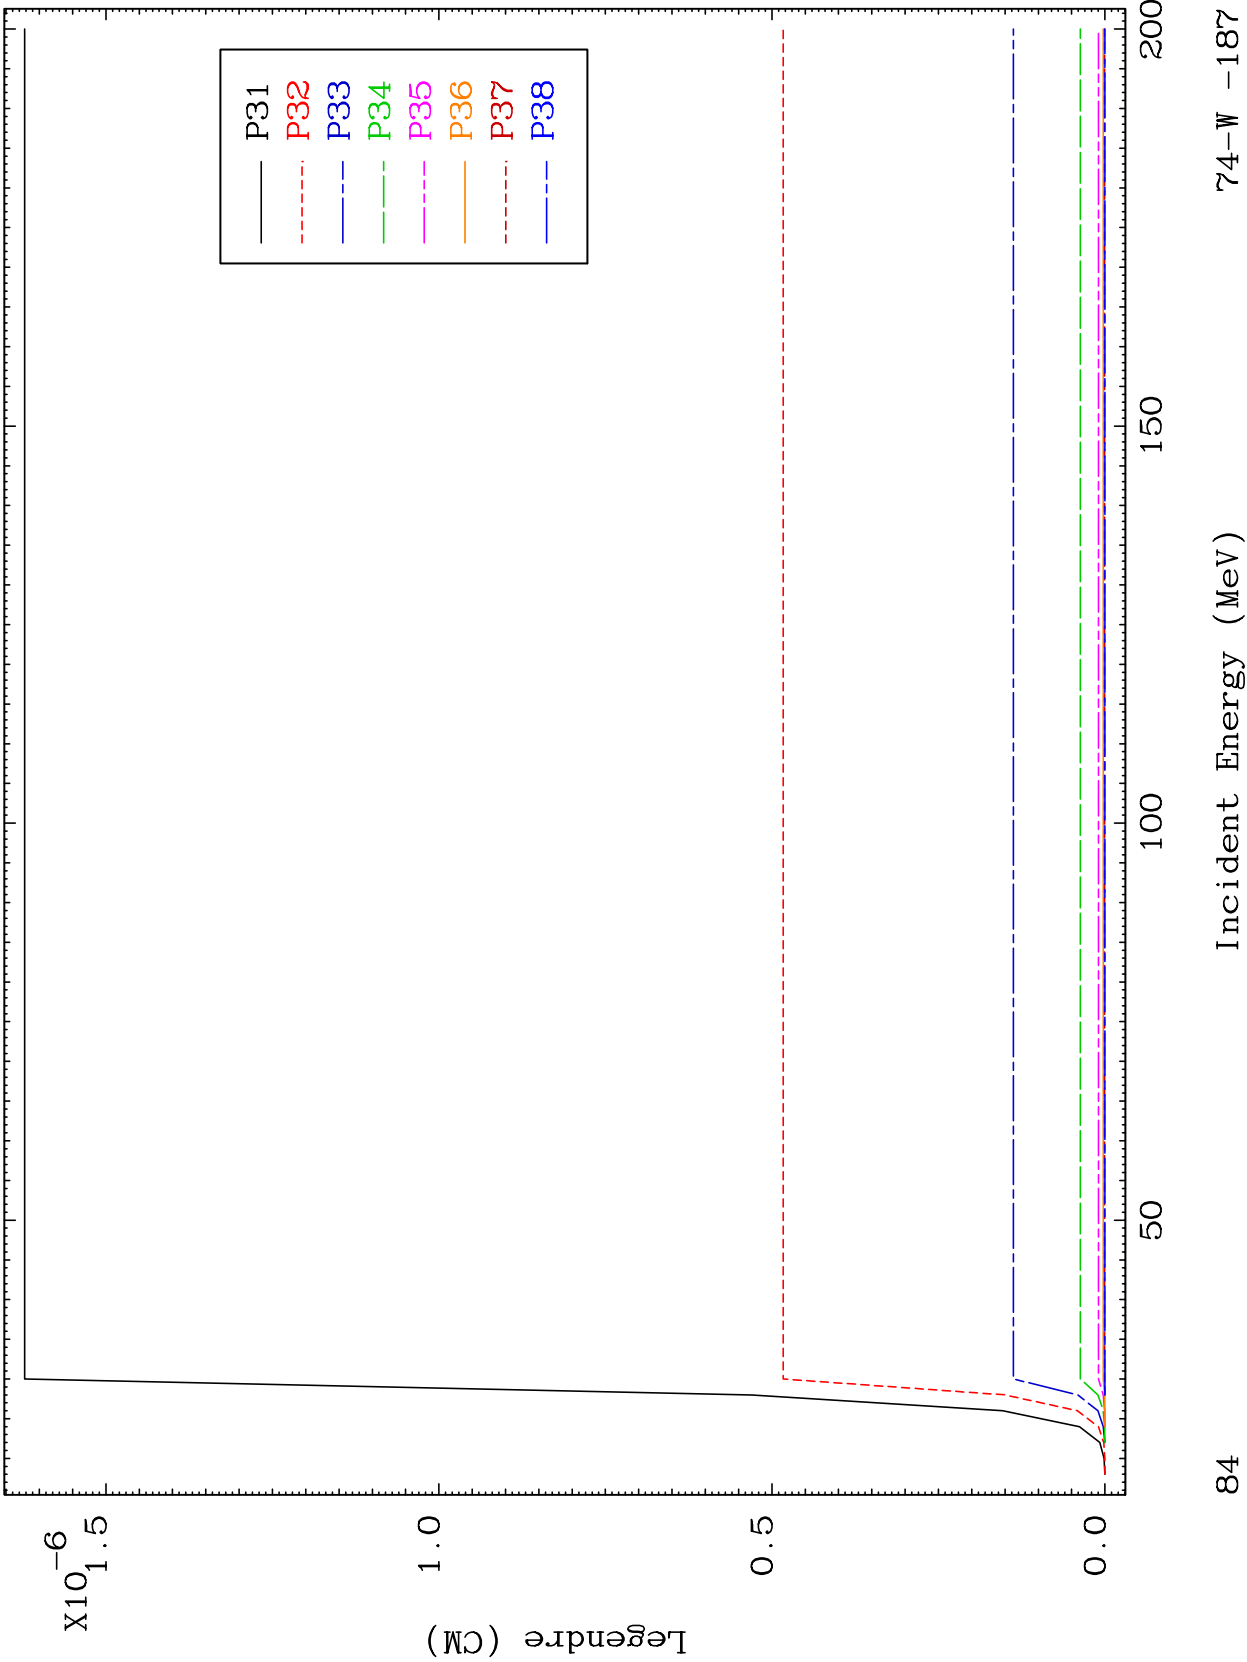 X10-6
1.5
1.0
0.5
0.0
Legendre (CM)
P31
P32
P33
P34
P35
P36
P37
P38
50
100
150
200
84
Incident Energy (MeV)
74-W -187